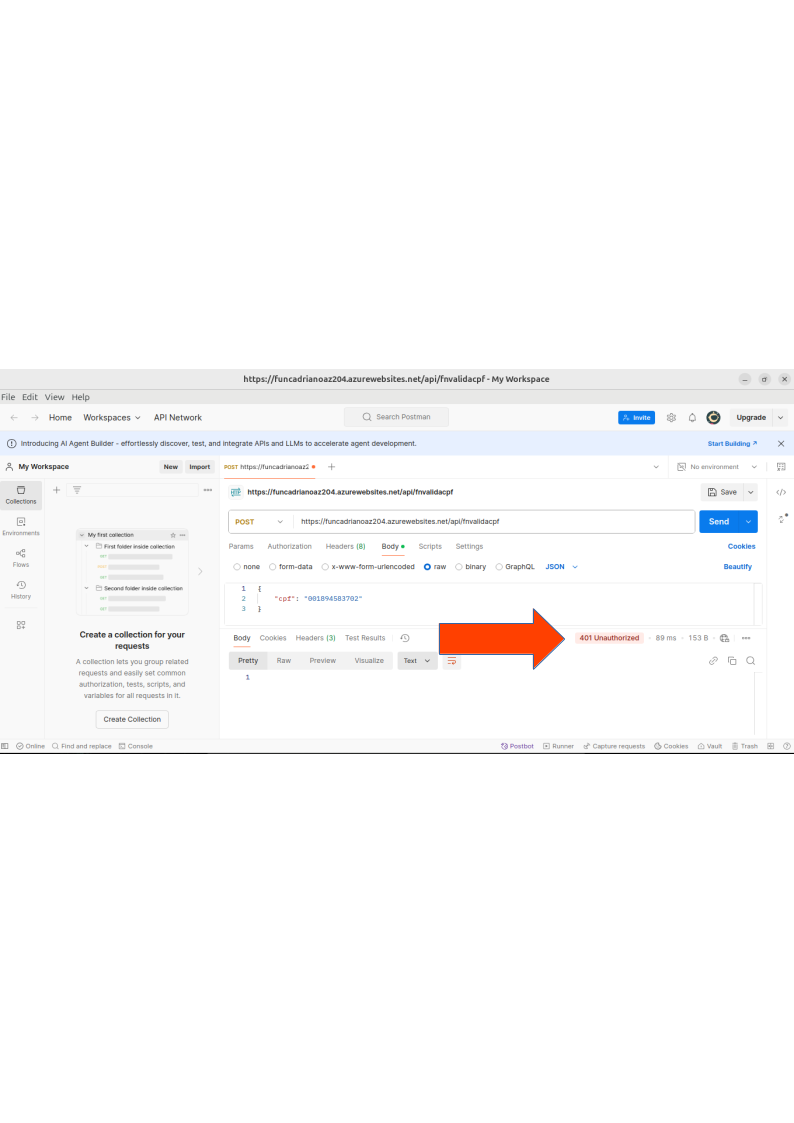 https://funcadrianoaz204.azurewebsites.net/api/fnvalidacpf - My Workspace
File Edit View Help
Home Workspaces API Network Search Postman Invite Upgrade
Introducing AI Agent Builder - effortlessly discover, test, and integrate APIs and LLMs to accelerate agent development. Start Building
My Workspace New Import POST https://funcadrianoaz2 No environment
Collections
Environments
Flows
History
My first collection
First folder inside collection
Second folder inside collection
Create a collection for your
requests
A collection lets you group related
requests and easily set common
authorization, tests, scripts, and
variables for all requests in it.
Create Collection
https://funcadrianoaz204.azurewebsites.net/api/fnvalidacpf Save
POST https://funcadrianoaz204.azurewebsites.net/api/fnvalidacpf Send
Params Authorization Headers (8) Body Scripts Settings Cookies
none form-data x-www-form-urlencoded raw binary GraphQL JSON Beautify
1 {
2 "cpf": "001894583702"
3 }
Body Cookies Headers (3) Test Results 401 Unauthorized 89 ms 153 B
Pretty Raw Preview Visualize Text
1
Online Find and replace Console Postbot Runner Capture requests Cookies Vault Trash